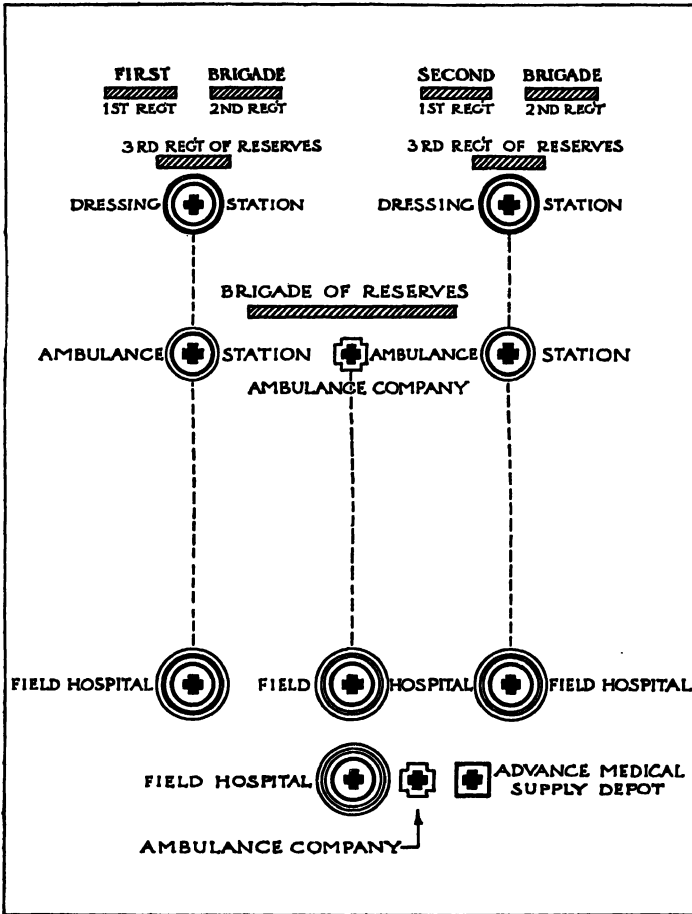 FIRST BRIGADE
1ST REGT 2ND REGT
3RD REGT OF RESERVES
DRESSING STATION
SECOND BRIGADE
1ST REGT 2ND REGT
3RD REGT OF RESERVES
DRESSING STATION
BRIGADE OF RESERVES
AMBULANCE STATION
AMBULANCE STATION
AMBULANCE COMPANY
FIELD HOSPITAL
FIELD HOSPITAL
FIELD HOSPITAL
FIELD HOSPITAL
ADVANCE MEDICAL
SUPPLY DEPOT
AMBULANCE COMPANY